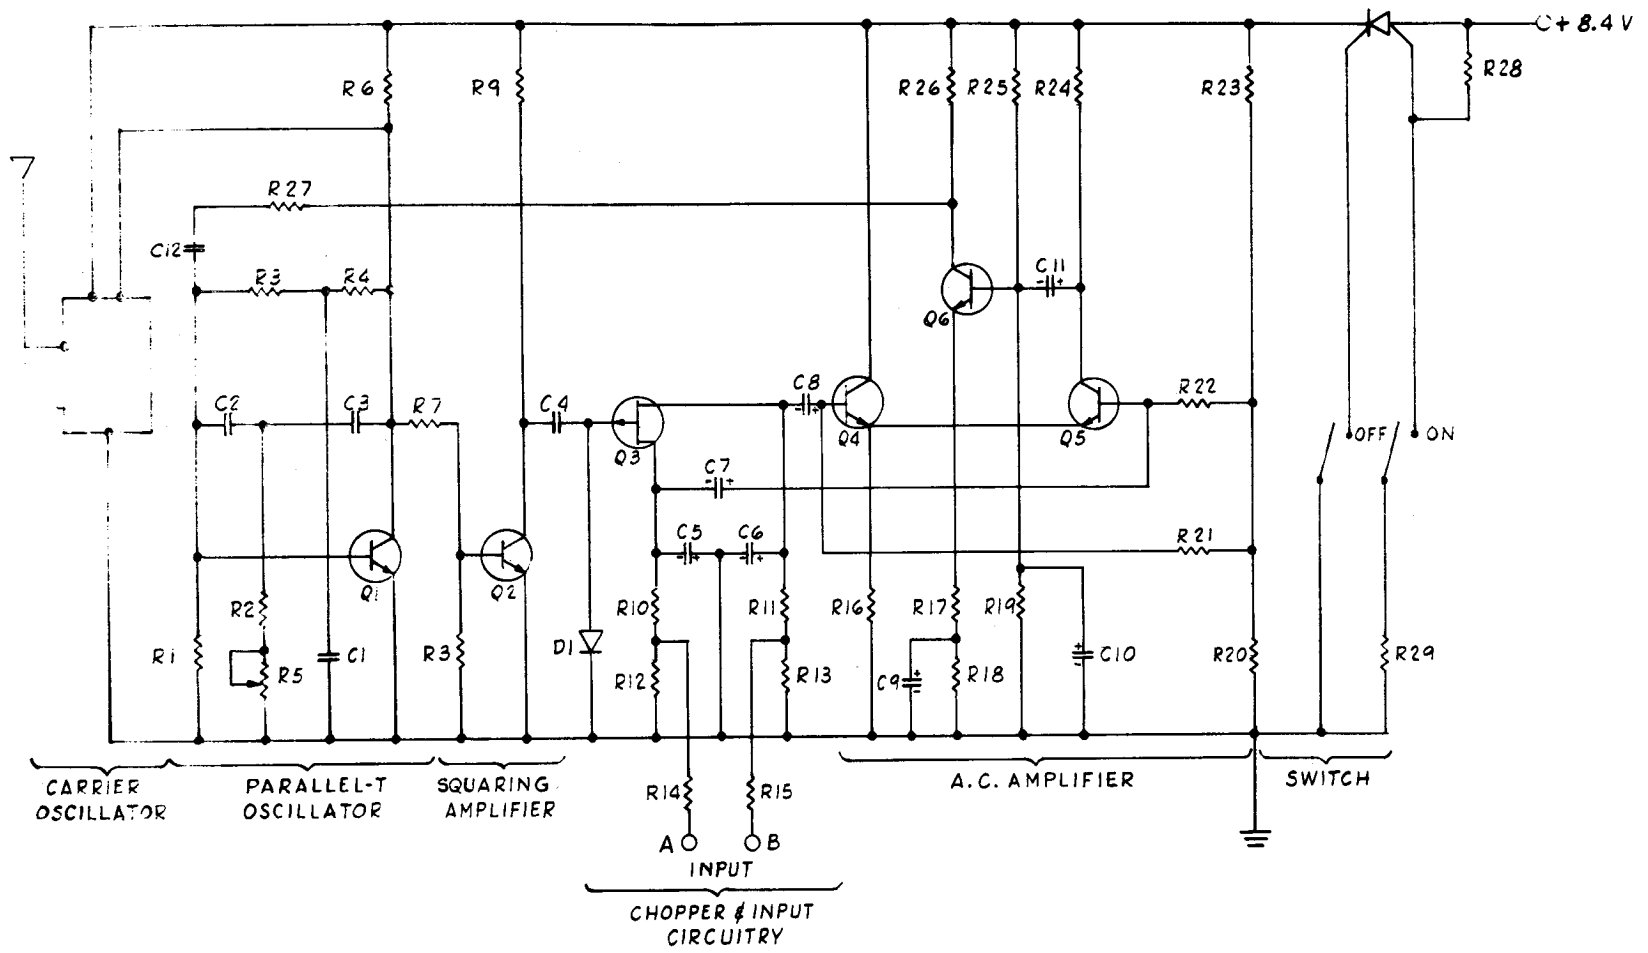 + 8.4 V
R6
R9
R26
R25
R24
R23
R28
R27
C12
R3
R4
C11
Q6
C2
C3
R7
C4
Q3
C8
Q4
Q5
R22
OFF
ON
C7
C5
C6
R21
Q1
Q2
R2
R10
R11
R16
R17
R19
R1
R5
C1
R3
D1
R12
R13
C9
R18
C10
R20
R29
CARRIER
OSCILLATOR
PARALLEL-T
OSCILLATOR
SQUARING
AMPLIFIER
R14
R15
A
B
INPUT
A.C. AMPLIFIER
SWITCH
CHOPPER & INPUT
CIRCUITRY